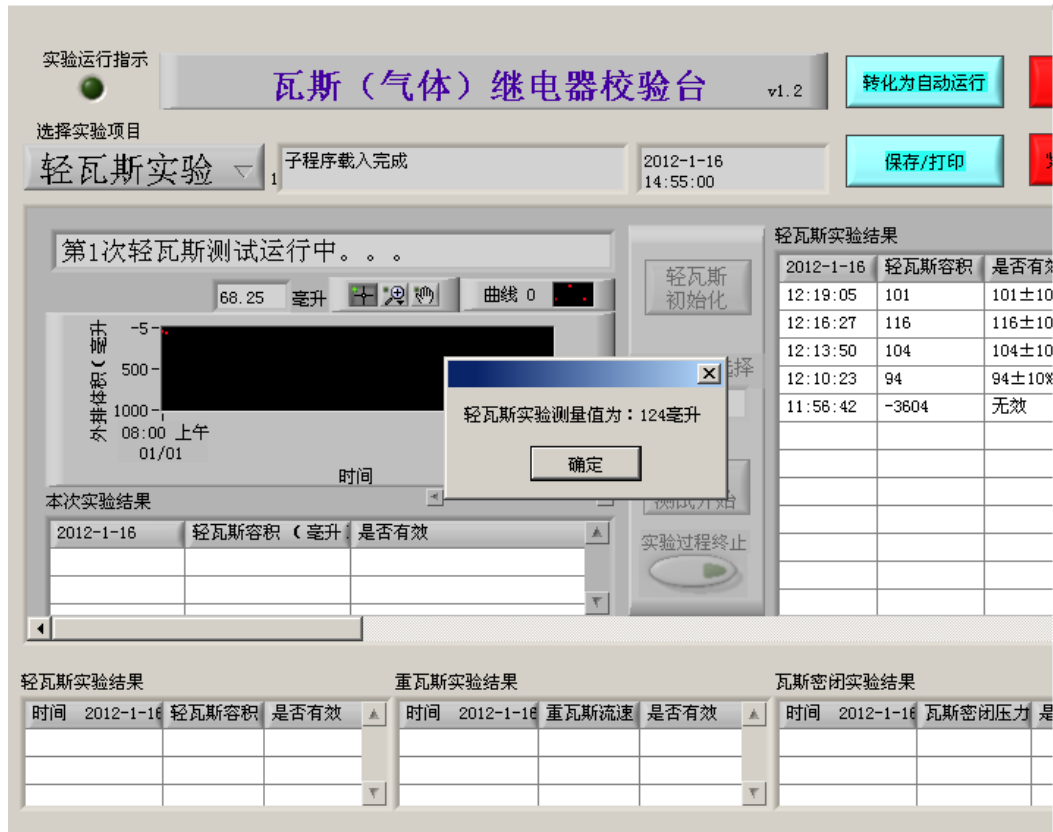 实验运行指示
瓦斯（气体）继电器校验台 v1.2
转化为自动运行
选择实验项目
轻瓦斯实验
1
子程序载入完成
2012-1-16
14:55:00
保存/打印
第1次轻瓦斯测试运行中。。。
68.25 毫升
曲线 0
外排体积(毫升
-5
500
1000
08:00 上午
01/01
时间
轻瓦斯
初始化
择
轻瓦斯实验测量值为：124毫升
确定
测试开始
实验过程终止
轻瓦斯实验结果
2012-1-16 轻瓦斯容积 是否有效
12:19:05 101 101±10
12:16:27 116 116±10
12:13:50 104 104±10
12:10:23 94 94±10%
11:56:42 -3604 无效
本次实验结果
2012-1-16 轻瓦斯容积（毫升 是否有效
轻瓦斯实验结果
时间 2012-1-16 轻瓦斯容积 是否有效
重瓦斯实验结果
时间 2012-1-16 重瓦斯流速 是否有效
瓦斯密闭实验结果
时间 2012-1-16 瓦斯密闭压力 是